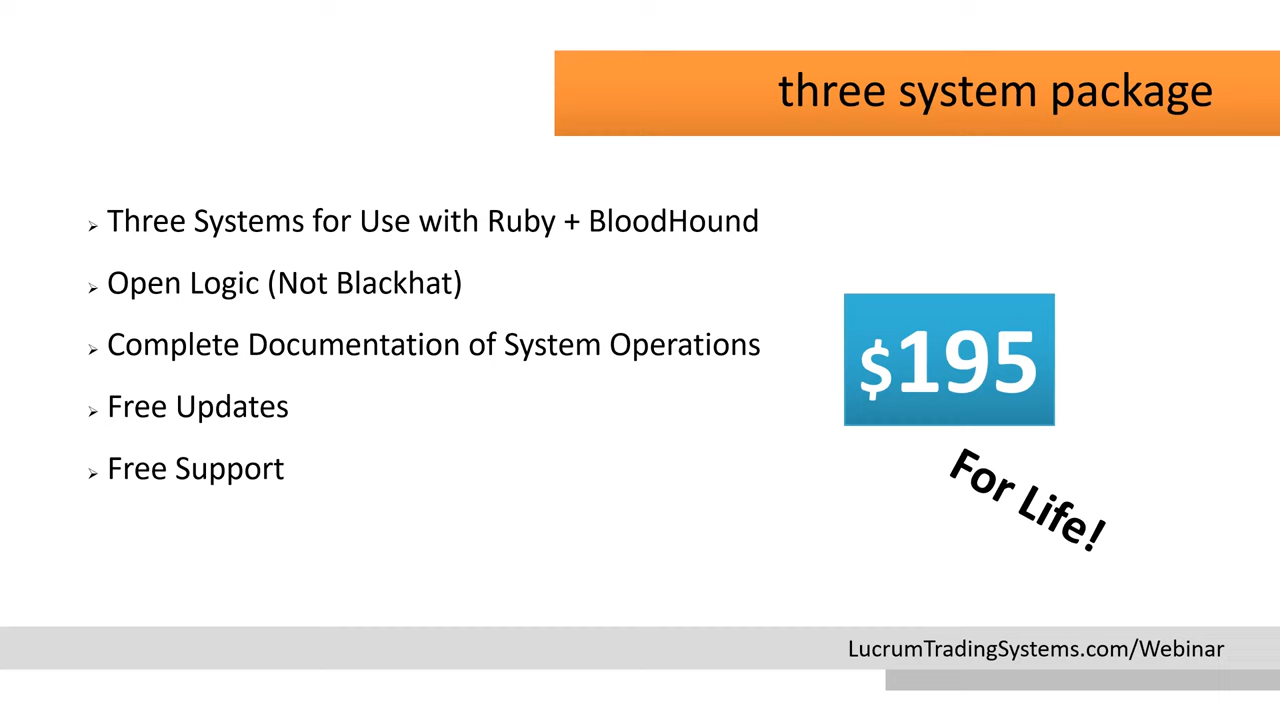 three system package
Three Systems for Use with Ruby + BloodHound
Open Logic (Not Blackhat)
Complete Documentation of System Operations
Free Updates
Free Support
$195
For Life!
LucrumTradingSystems.com/Webinar